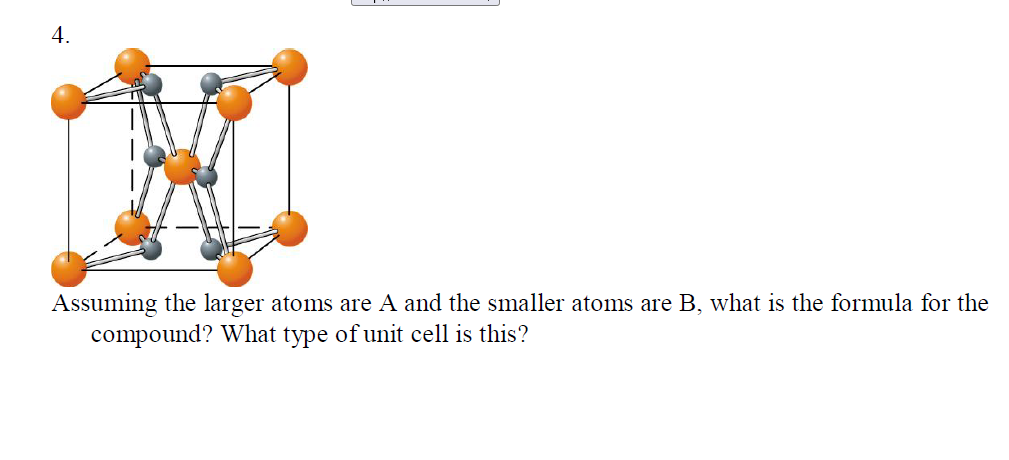 4.
Assuming the larger atoms are A and the smaller atoms are B, what is the formula for the
compound? What type of unit cell is this?